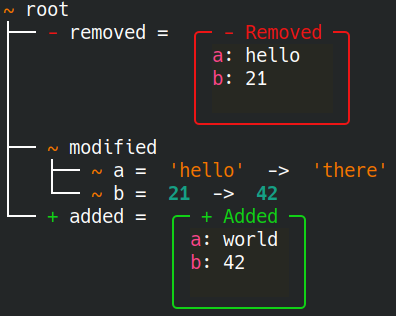 ~ root
- removed = - Removed
a: hello
b: 21
~ modified
~ a = 'hello' -> 'there'
~ b = 21 -> 42
+ added = + Added
a: world
b: 42